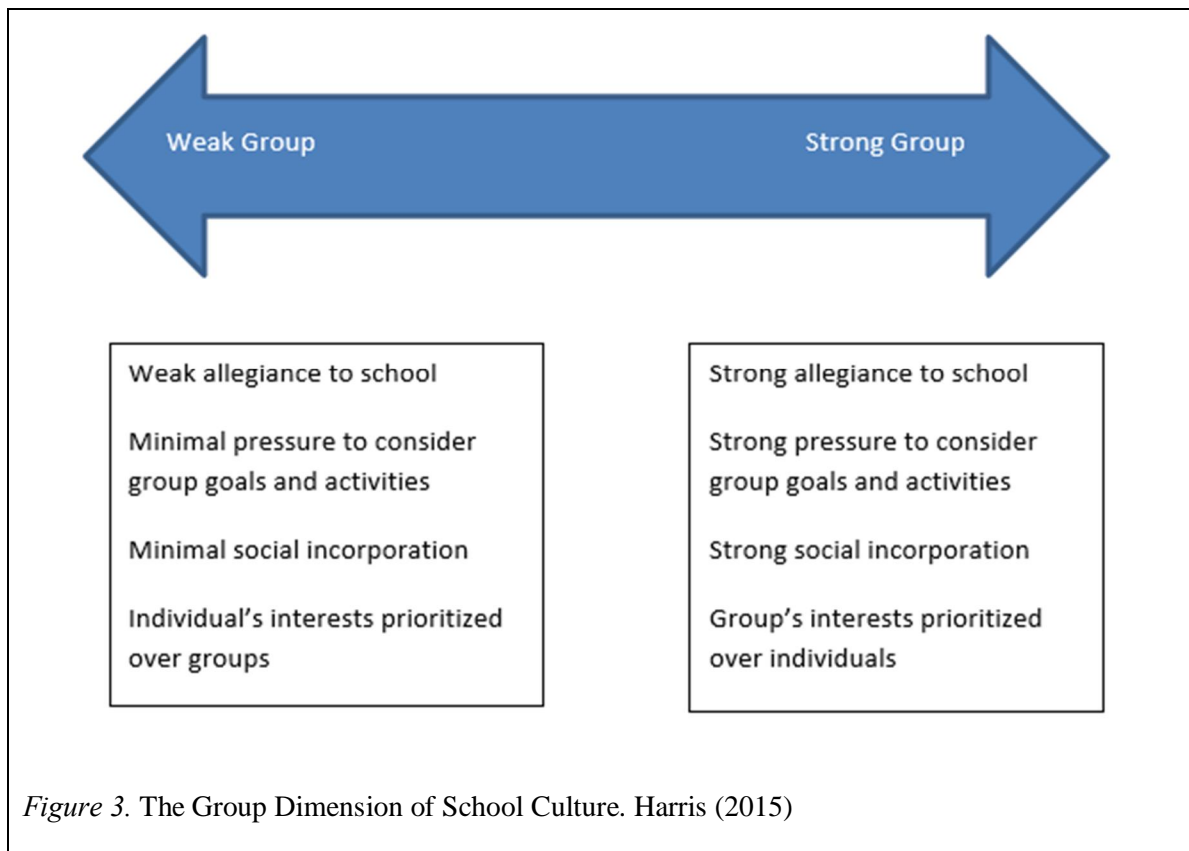 Weak Group
Strong Group
Weak allegiance to school
Minimal pressure to consider
group goals and activities
Minimal social incorporation
Individual’s interests prioritized
over groups
Strong allegiance to school
Strong pressure to consider
group goals and activities
Strong social incorporation
Group’s interests prioritized
over individuals
Figure 3. The Group Dimension of School Culture. Harris (2015)